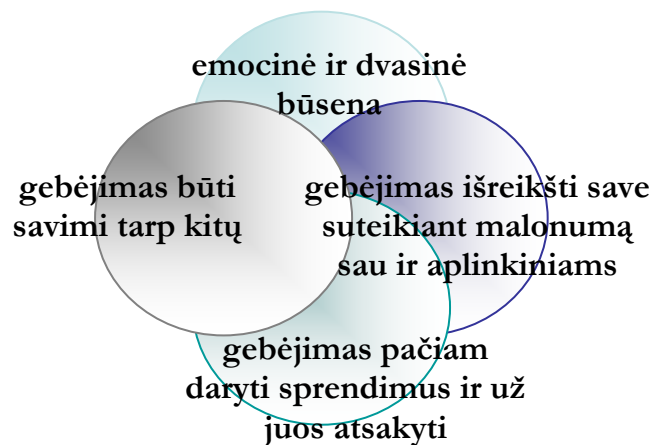 emocinė ir dvasinė
būsena
gebėjimas būti
savimi tarp kitų
gebėjimas išreikšti save
suteikiant malonumą
sau ir aplinkiniams
gebėjimas pačiam
daryti sprendimus ir už
juos atsakyti